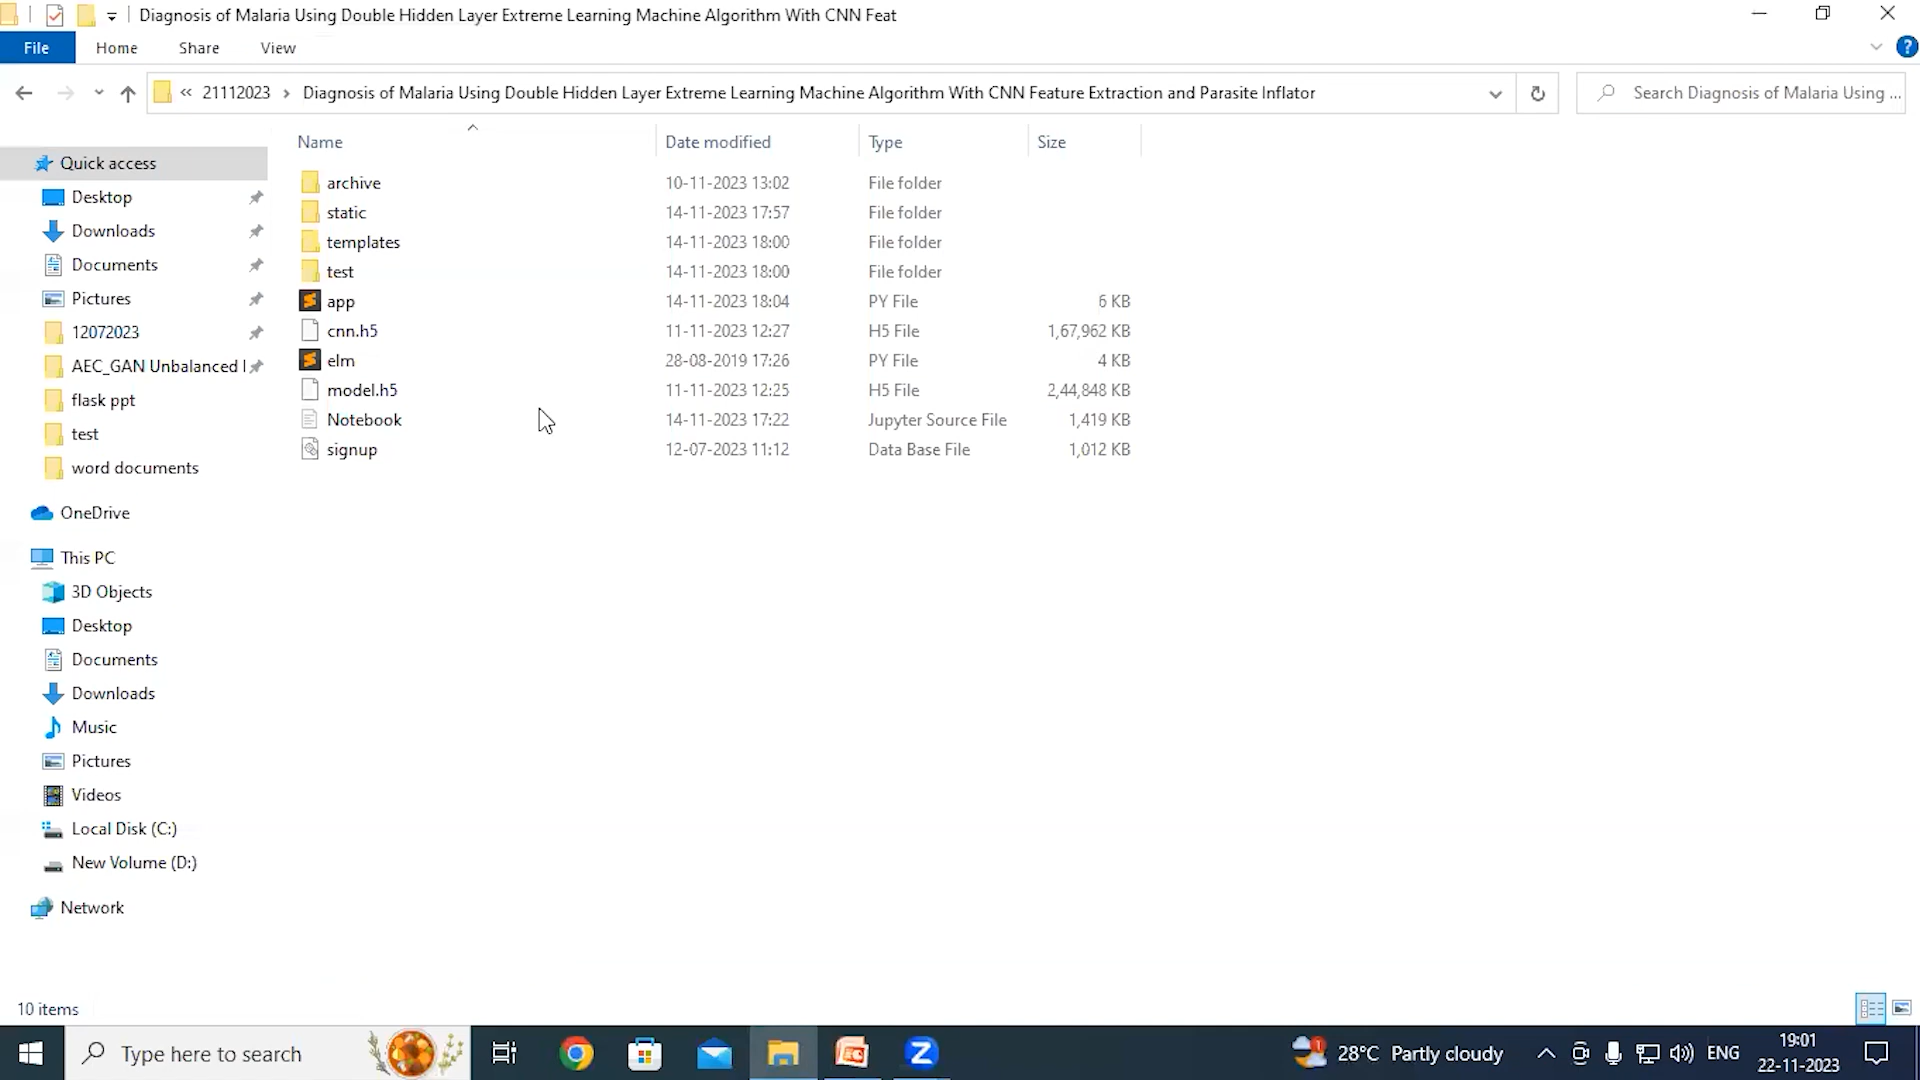 Diagnosis of Malaria Using Double Hidden Layer Extreme Learning Machine Algorithm With CNN Feat
File Home Share View
21112023 Diagnosis of Malaria Using Double Hidden Layer Extreme Learning Machine Algorithm With CNN Feature Extraction and Parasite Inflator
Search Diagnosis of Malaria Using ...
Name Date modified Type Size
Quick access
Desktop
Downloads
Documents
Pictures
12072023
AEC_GAN Unbalanced
flask ppt
test
word documents
OneDrive
This PC
3D Objects
Desktop
Documents
Downloads
Music
Pictures
Videos
Local Disk (C:)
New Volume (D:)
Network
archive 10-11-2023 13:02 File folder
static 14-11-2023 17:57 File folder
templates 14-11-2023 18:00 File folder
test 14-11-2023 18:00 File folder
app 14-11-2023 18:04 PY File 6 KB
cnn.h5 11-11-2023 12:27 H5 File 1,67,962 KB
elm 28-08-2019 17:26 PY File 4 KB
model.h5 11-11-2023 12:25 H5 File 2,44,848 KB
Notebook 14-11-2023 17:22 Jupyter Source File 1,419 KB
signup 12-07-2023 11:12 Data Base File 1,012 KB
10 items
Type here to search
28°C Partly cloudy
ENG
19:01
22-11-2023